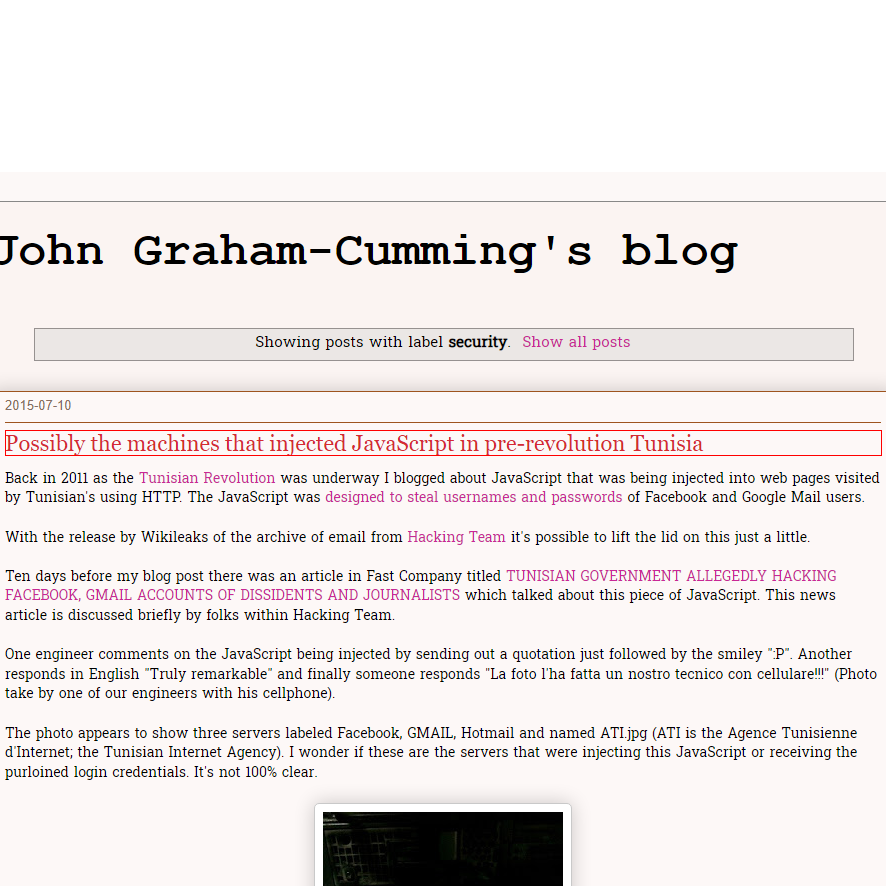 John Graham-Cumming's blog
Showing posts with label security. Show all posts
2015-07-10
Possibly the machines that injected JavaScript in pre-revolution Tunisia
Back in 2011 as the Tunisian Revolution was underway I blogged about JavaScript that was being injected into web pages visited
by Tunisian's using HTTP. The JavaScript was designed to steal usernames and passwords of Facebook and Google Mail users.
With the release by Wikileaks of the archive of email from Hacking Team it's possible to lift the lid on this just a little.
Ten days before my blog post there was an article in Fast Company titled TUNISIAN GOVERNMENT ALLEGEDLY HACKING
FACEBOOK, GMAIL ACCOUNTS OF DISSIDENTS AND JOURNALISTS which talked about this piece of JavaScript. This news
article is discussed briefly by folks within Hacking Team.
One engineer comments on the JavaScript being injected by sending out a quotation just followed by the smiley ":P". Another
responds in English "Truly remarkable" and finally someone responds "La foto l'ha fatta un nostro tecnico con cellulare!!!" (Photo
take by one of our engineers with his cellphone).
The photo appears to show three servers labeled Facebook, GMAIL, Hotmail and named ATI.jpg (ATI is the Agence Tunisienne
d'Internet; the Tunisian Internet Agency). I wonder if these are the servers that were injecting this JavaScript or receiving the
purloined login credentials. It's not 100% clear.